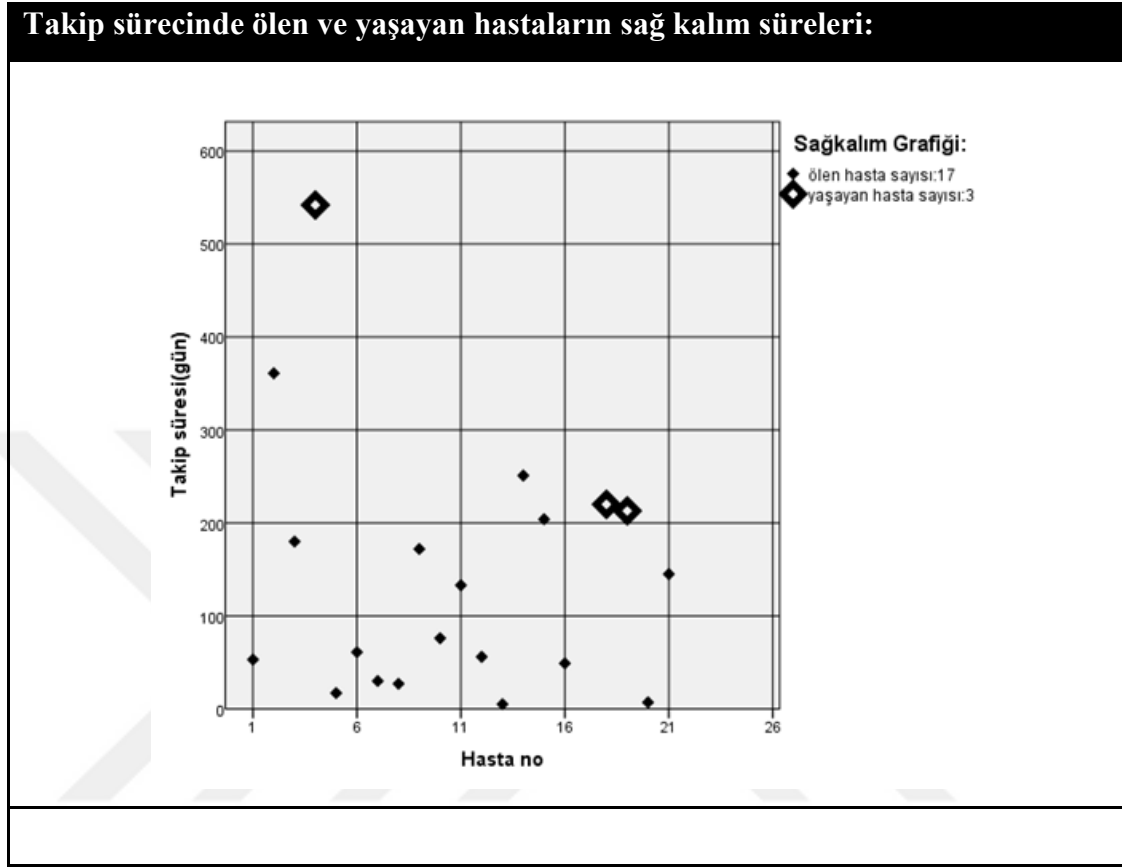 Takip sürecinde ölen ve yaşayan hastaların sağ kalım süreleri:
Sağkalım Grafiği:
ölen hasta sayısı:17
yaşayan hasta sayısı:3
Takip süresi(gün)
600
500
400
300
200
100
0
1 6 11 16 21 26
Hasta no